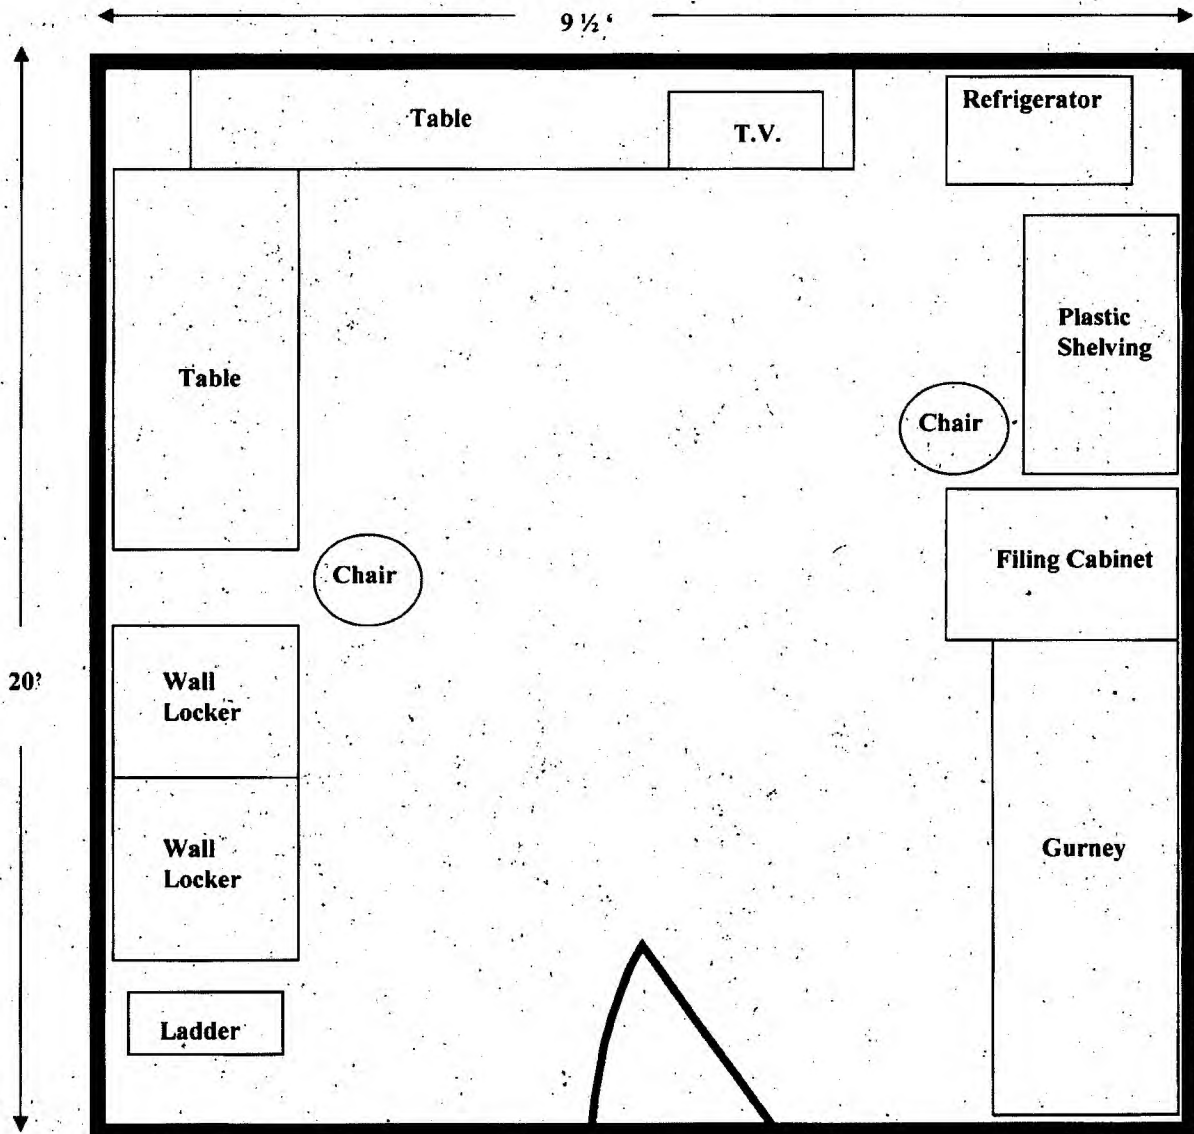 9 ½ ‘
Table
T.V.
Refrigerator
Plastic
Shelving
Table
Chair
Chair
Filing Cabinet
20’
Wall
Locker
Wall
Locker
Gurney
Ladder